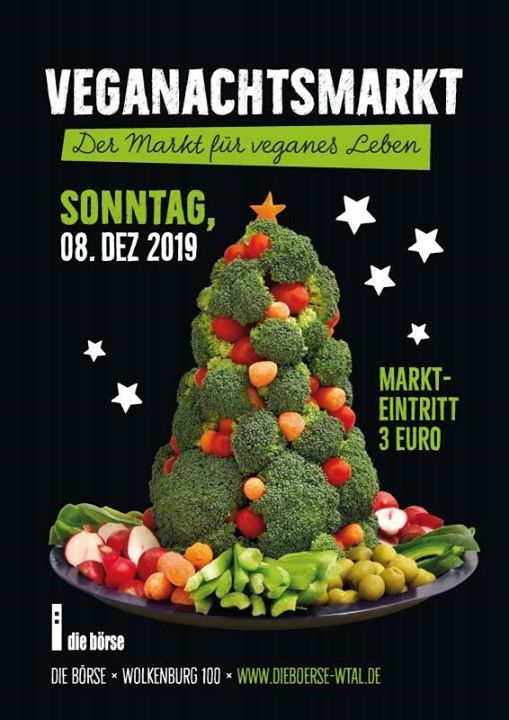 VEGANACHTSMARKT
Der Markt für veganes Leben
SONNTAG,
08. DEZ 2019
MARKT-
EINTRITT
3 EURO
die börse
DIE BÖRSE × WOLKENBURG 100 × WWW.DIEBOERSE-WTAL.DE